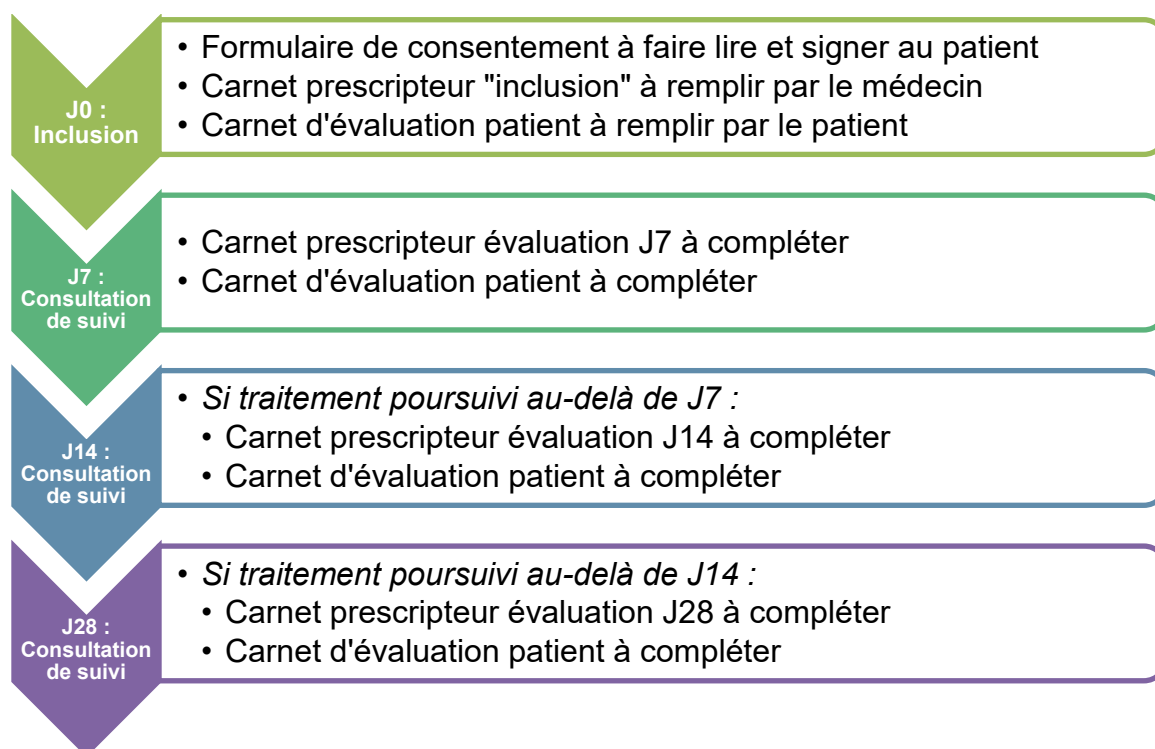 J0 :
Inclusion
• Formulaire de consentement à faire lire et signer au patient
• Carnet prescripteur "inclusion" à remplir par le médecin
• Carnet d'évaluation patient à remplir par le patient
J7 :
Consultation
de suivi
• Carnet prescripteur évaluation J7 à compléter
• Carnet d'évaluation patient à compléter
J14 :
Consultation
de suivi
• Si traitement poursuivi au-delà de J7 :
• Carnet prescripteur évaluation J14 à compléter
• Carnet d'évaluation patient à compléter
J28 :
Consultation
de suivi
• Si traitement poursuivi au-delà de J14 :
• Carnet prescripteur évaluation J28 à compléter
• Carnet d'évaluation patient à compléter